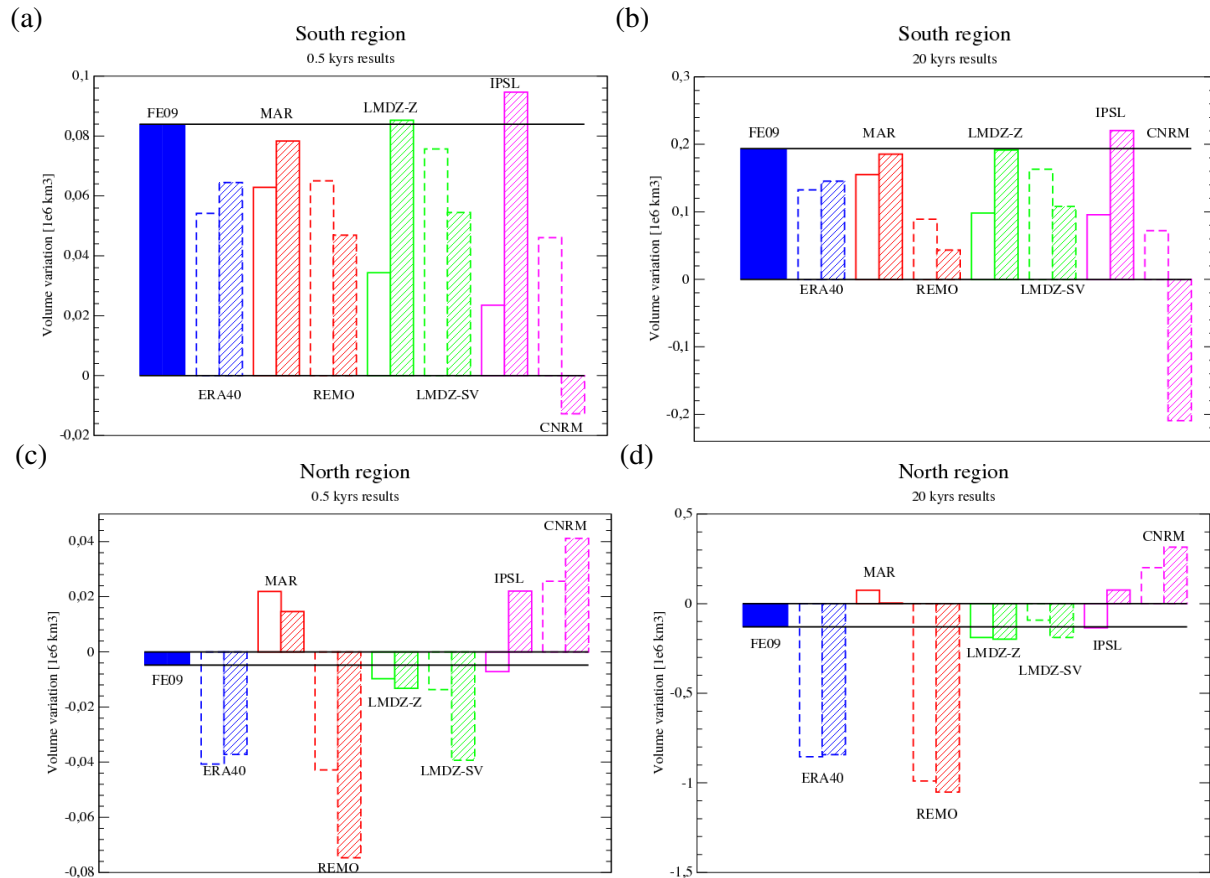 (a)
South region
0.5 kyrs results
Volume variation [1e6 km3]
0,1
0,08
0,06
0,04
0,02
0
-0,02
FE09
ERA40
MAR
REMO
LMDZ-Z
LMDZ-SV
IPSL
CNRM
(b)
South region
20 kyrs results
Volume variation [1e6 km3]
0,3
0,2
0,1
0
-0,1
-0,2
FE09
ERA40
MAR
REMO
LMDZ-Z
LMDZ-SV
IPSL
CNRM
(c)
North region
0.5 kyrs results
Volume variation [1e6 km3]
0,04
0,02
0
-0,02
-0,04
-0,06
-0,08
FE09
ERA40
MAR
REMO
LMDZ-Z
LMDZ-SV
IPSL
CNRM
(d)
North region
20 kyrs results
Volume variation [1e6 km3]
0,5
0
-0,5
-1
-1,5
FE09
ERA40
MAR
REMO
LMDZ-Z
LMDZ-SV
IPSL
CNRM